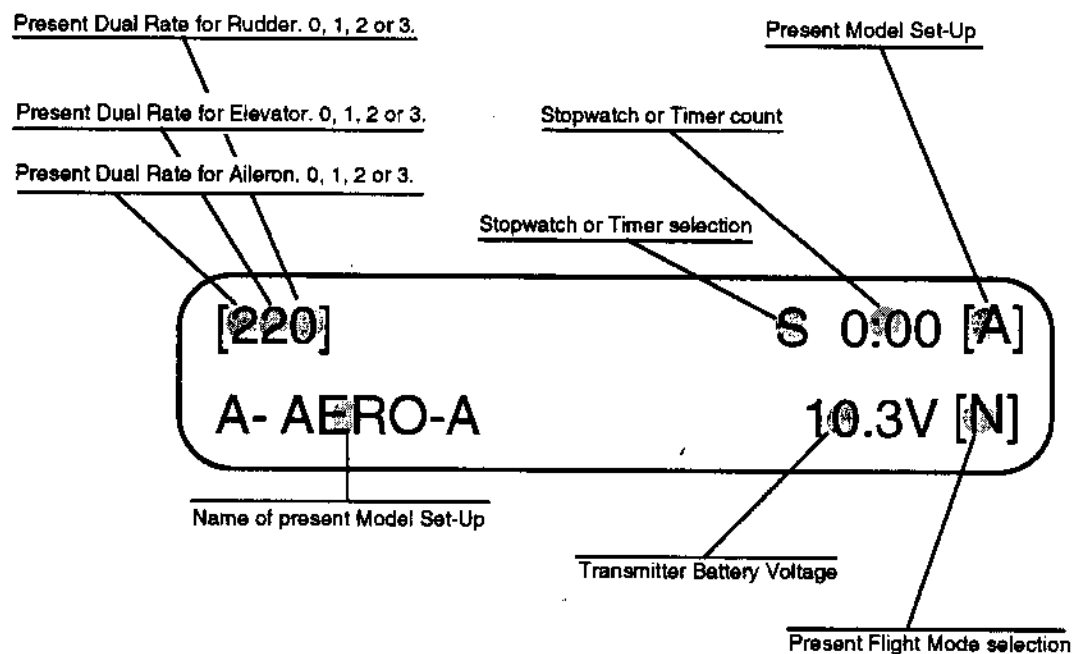 Present Dual Rate for Rudder. 0, 1, 2 or 3.
Present Model Set-Up
Present Dual Rate for Elevator. 0, 1, 2 or 3.
Stopwatch or Timer count
Present Dual Rate for Aileron. 0, 1, 2 or 3.
Stopwatch or Timer selection
[220] S 0.00 [A]
A- AERO-A 10.3V [N]
Name of present Model Set-Up
Transmitter Battery Voltage
Present Flight Mode selection